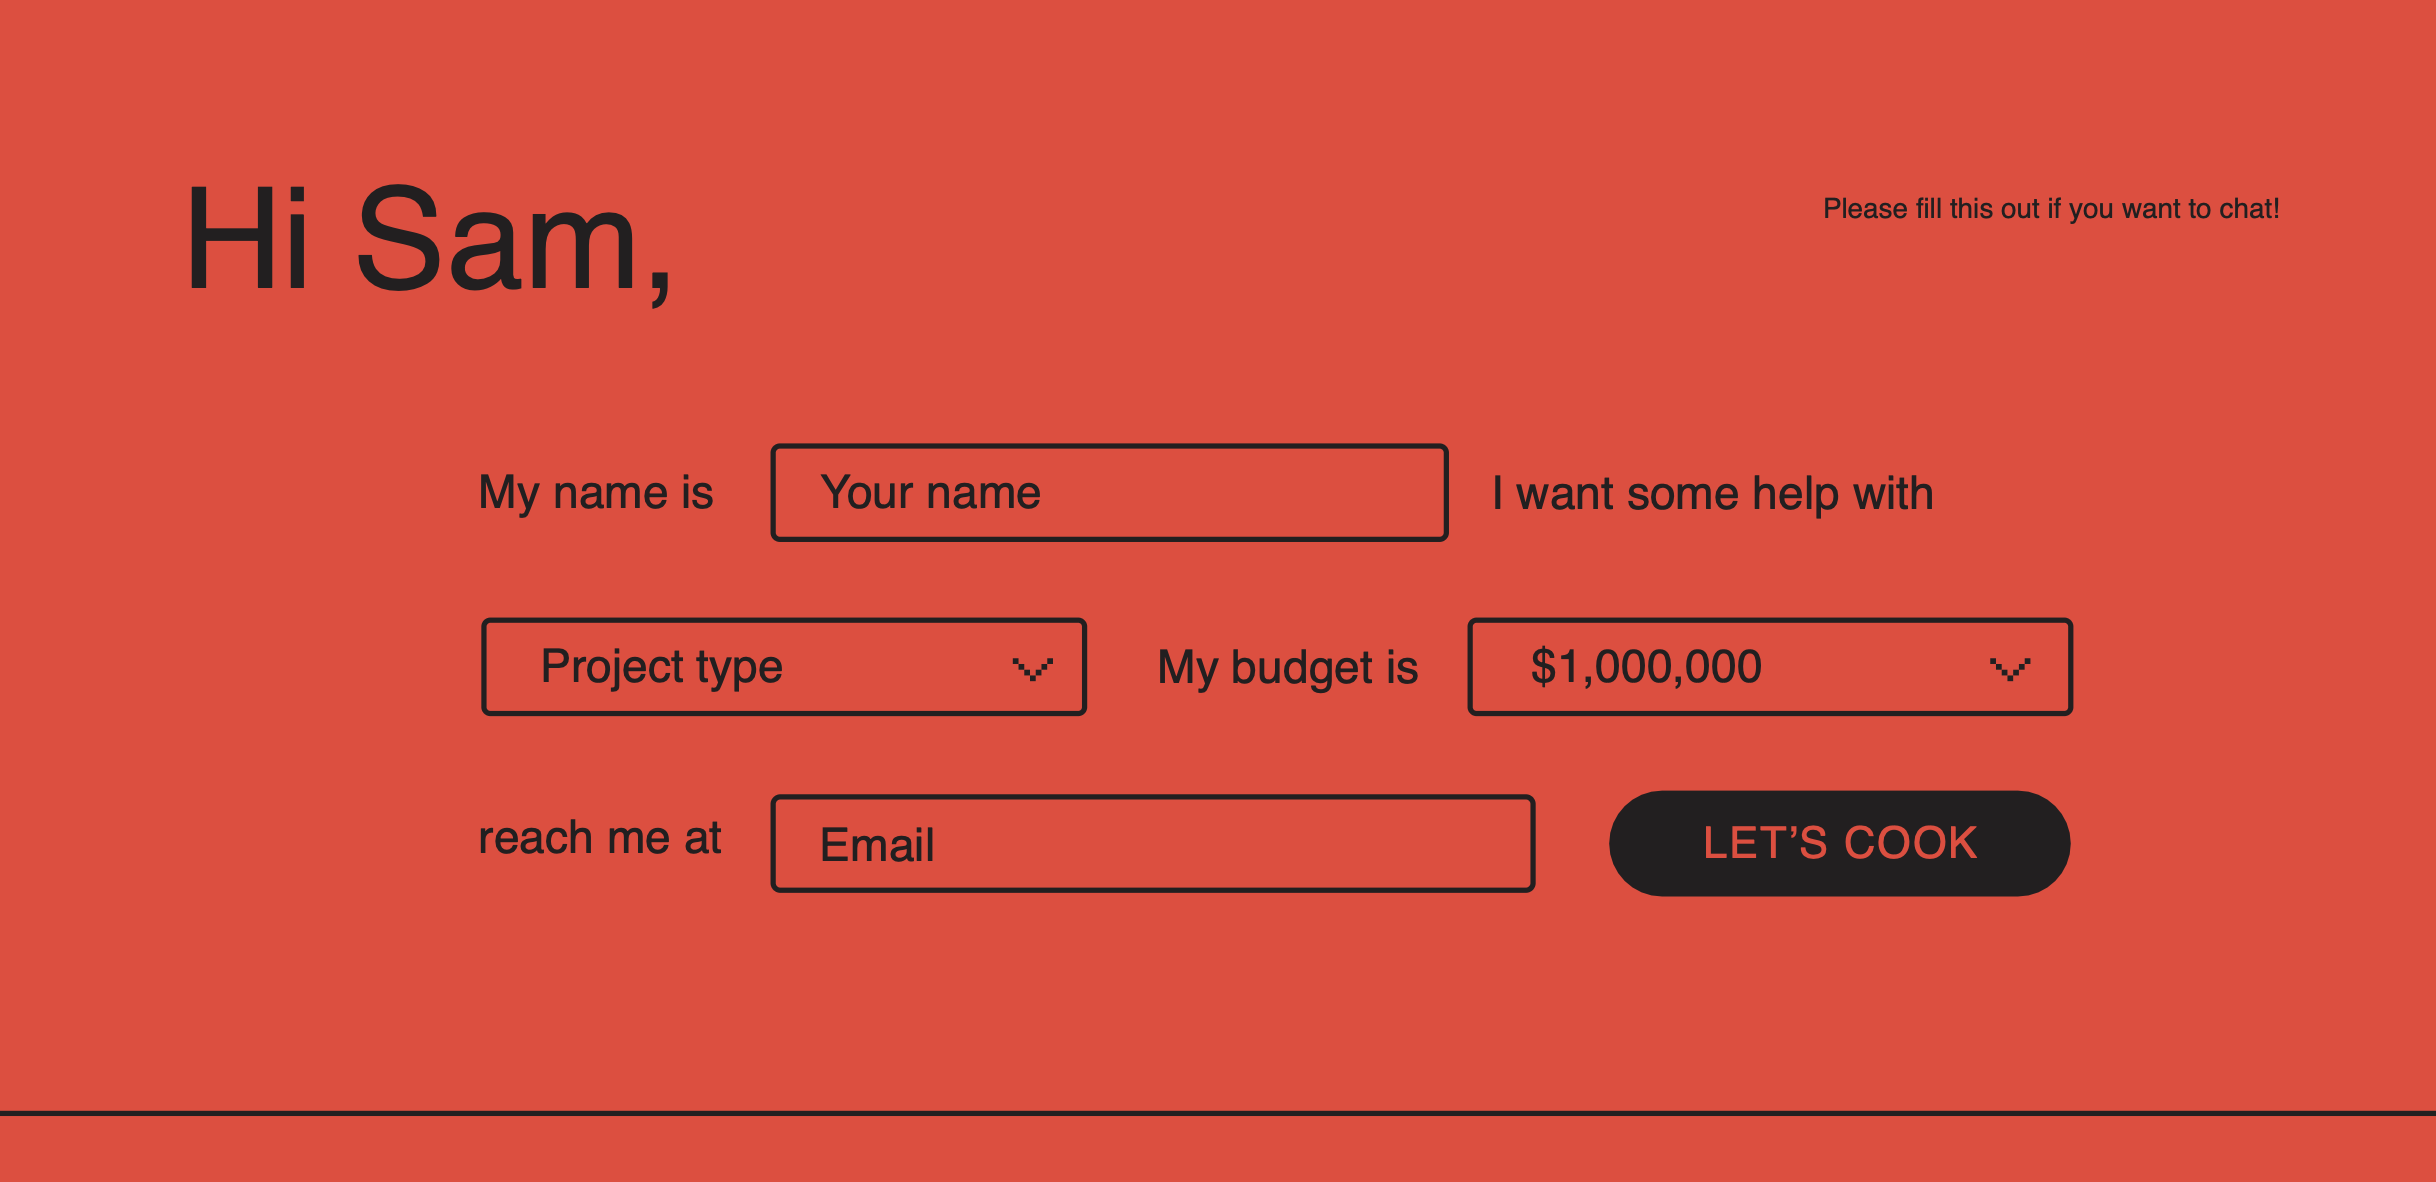 Hi Sam,
Please fill this out if you want to chat!
My name is Your name I want some help with
Project type My budget is $1,000,000
reach me at Email LET’S COOK